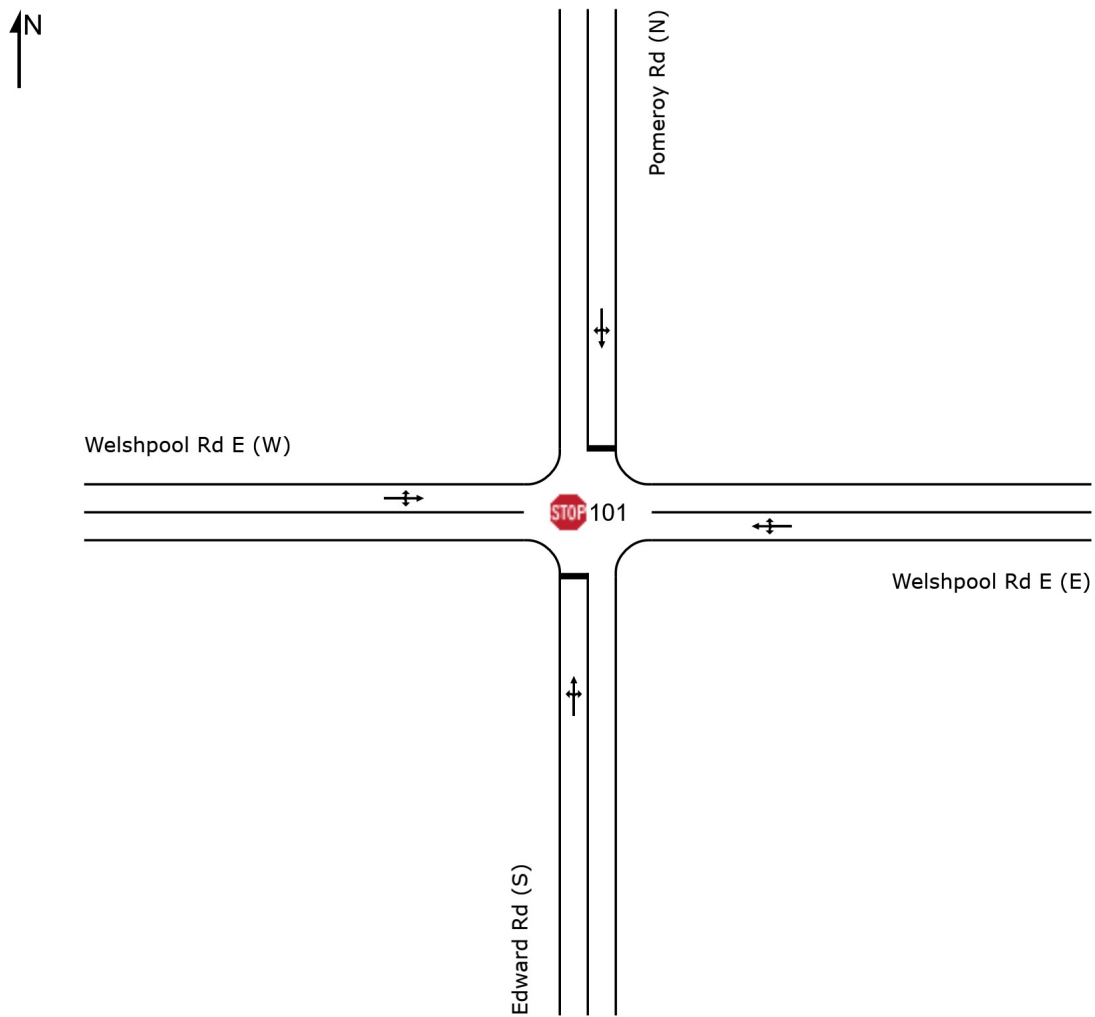 N
Pomeroy Rd (N)
Welshpool Rd E (W)
STOP 101
Welshpool Rd E (E)
Edward Rd (S)